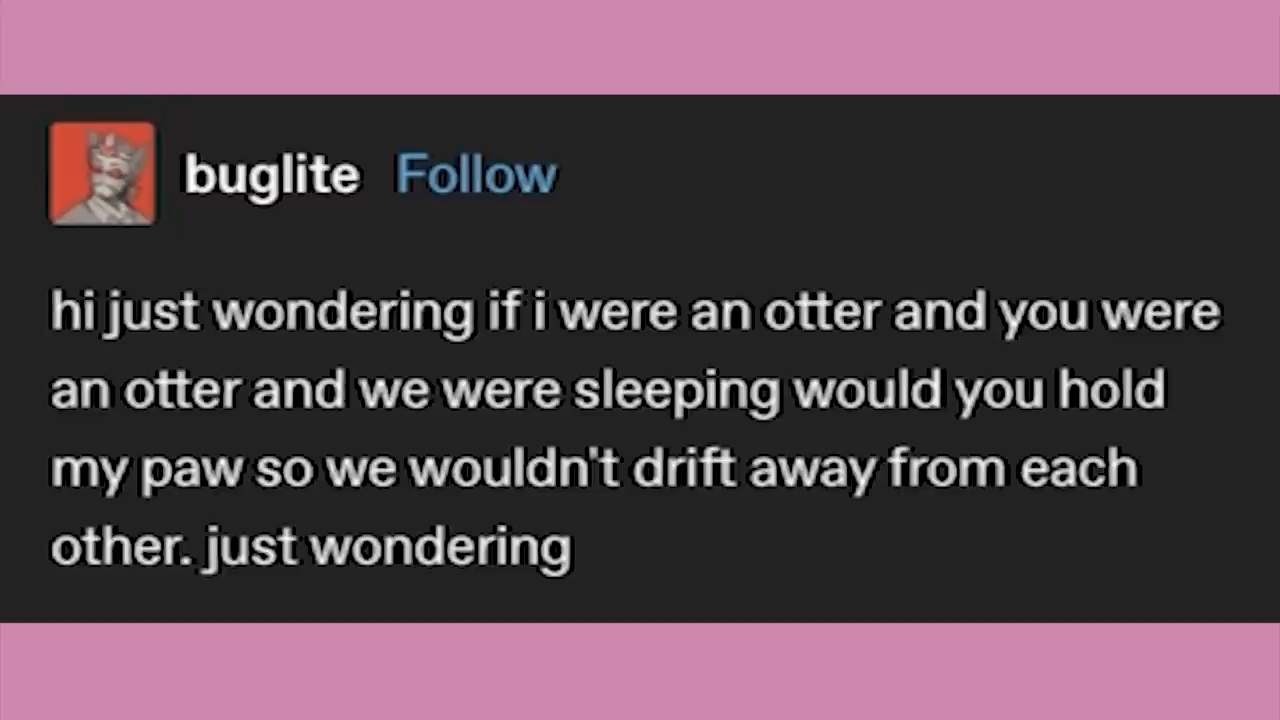 buglite Follow
hi just wondering if i were an otter and you were
an otter and we were sleeping would you hold
my paw so we wouldn't drift away from each
other. just wondering